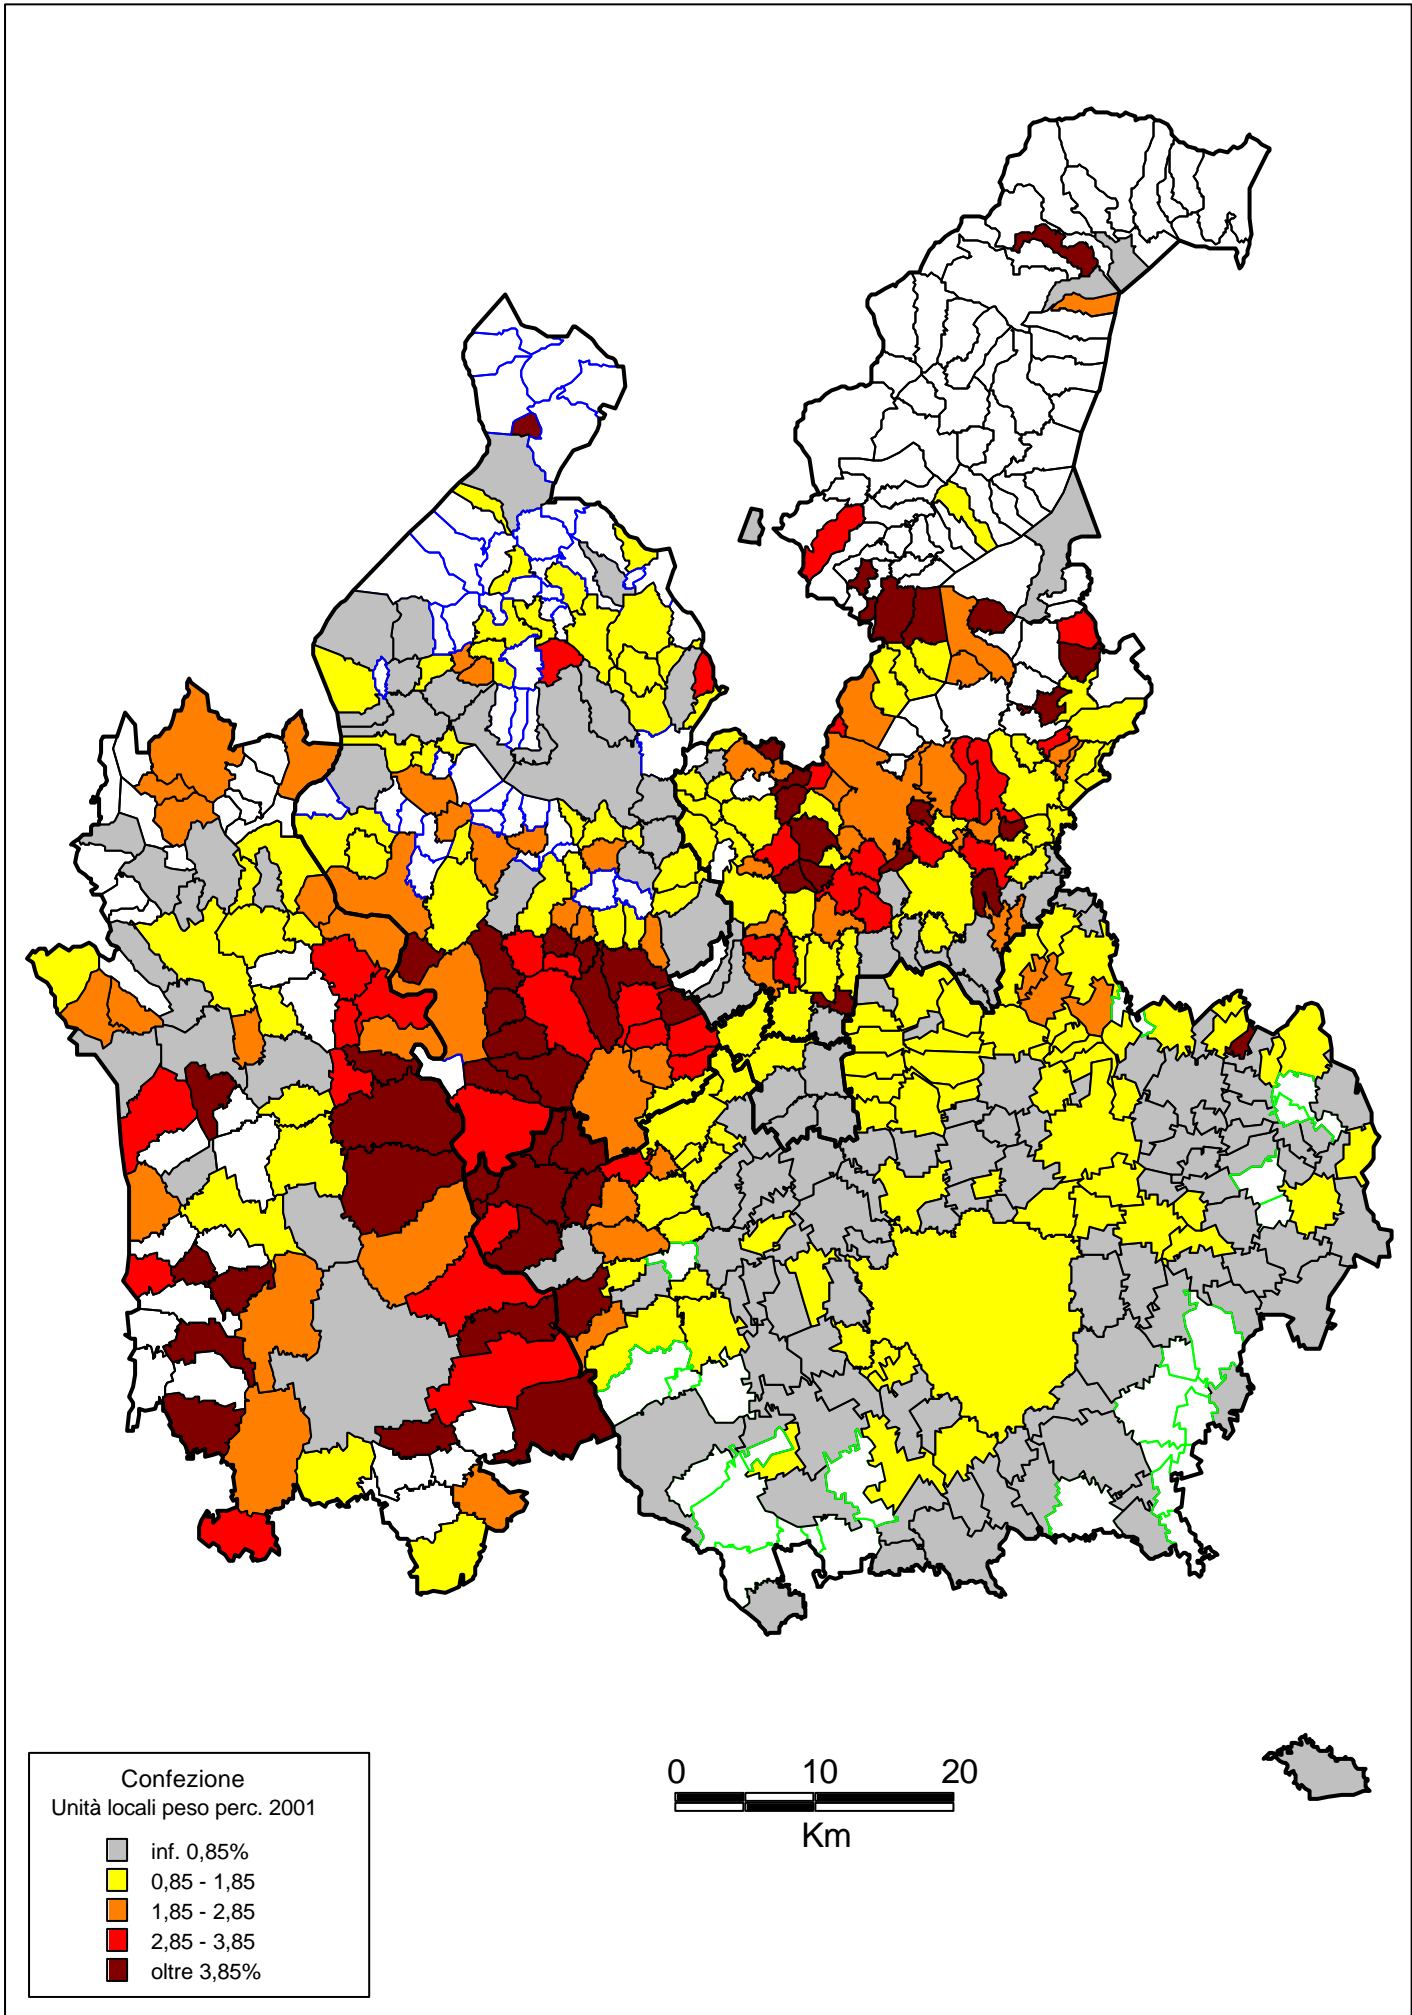 Confezione
Unità locali peso perc. 2001
inf. 0,85%
0,85 - 1,85
1,85 - 2,85
2,85 - 3,85
oltre 3,85%
0 10 20
Km